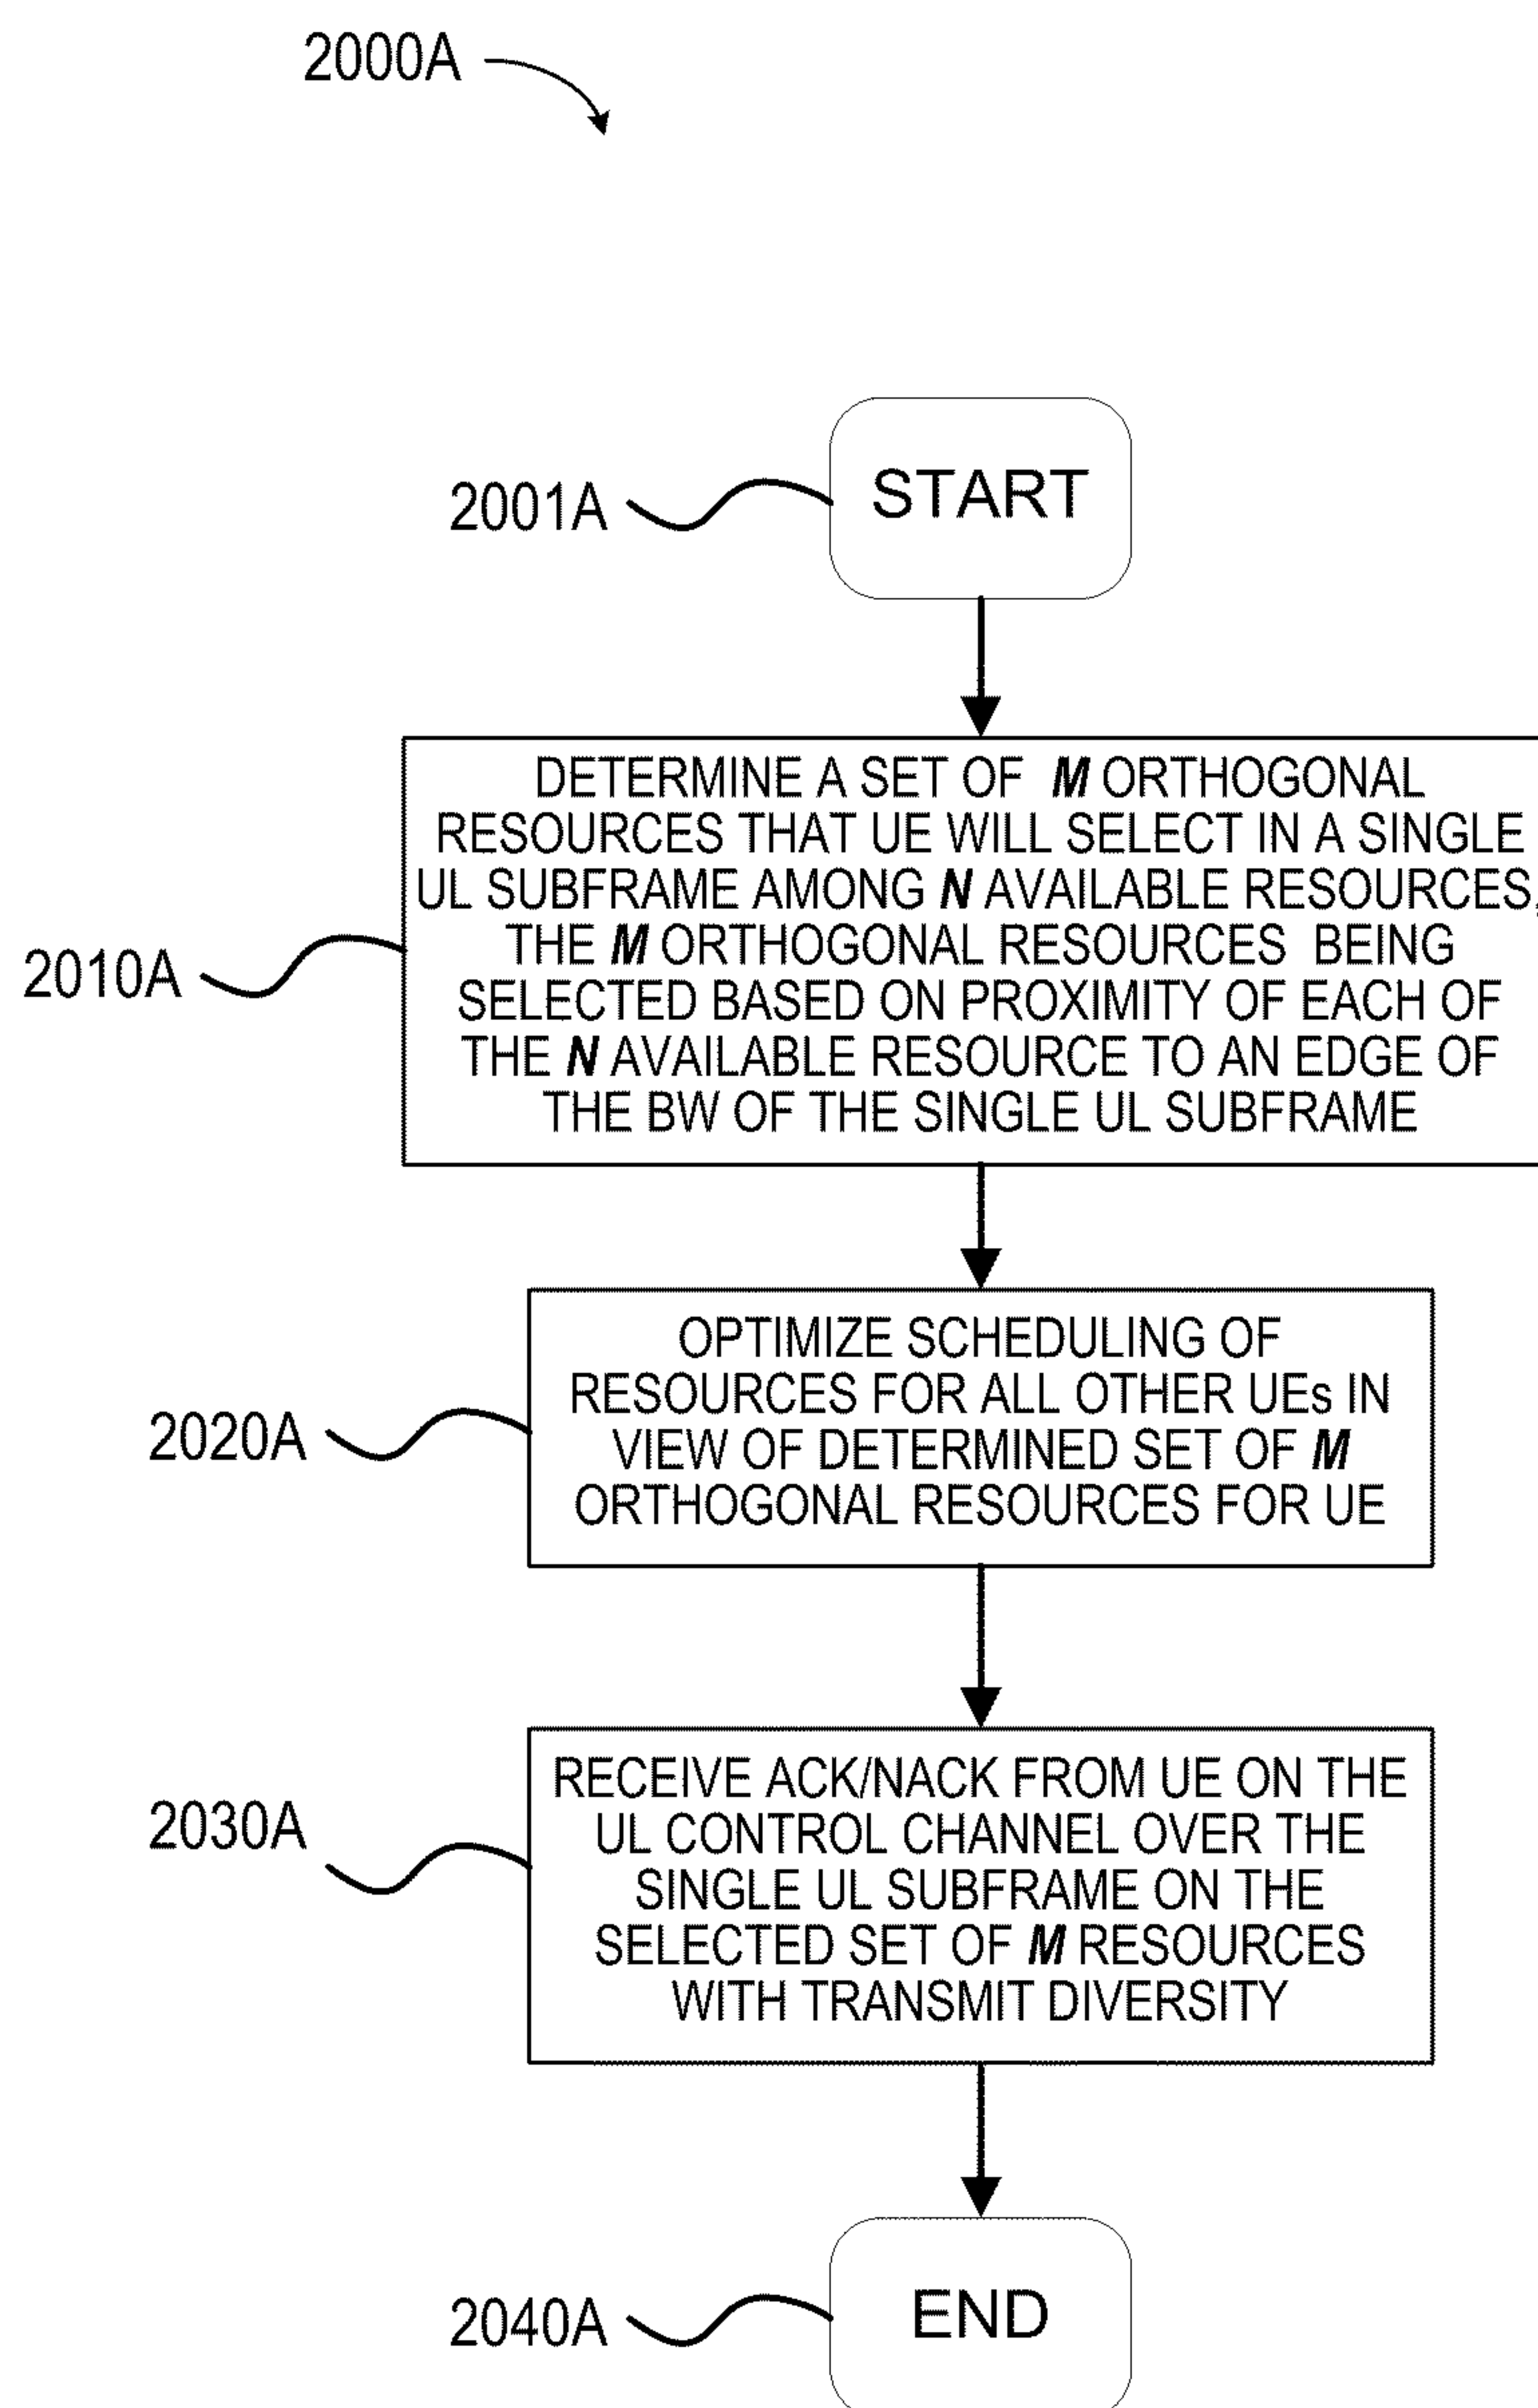 2000A
START
2001A
DETERMINE A SET OF M ORTHOGONAL
RESOURCES THAT UE WILL SELECT IN A SINGLE
UL SUBFRAME AMONG N AVAILABLE RESOURCES,
THE M ORTHOGONAL RESOURCES BEING
SELECTED BASED ON PROXIMITY OF EACH OF
THE N AVAILABLE RESOURCE TO AN EDGE OF
THE BW OF THE SINGLE UL SUBFRAME
2010A
OPTIMIZE SCHEDULING OF
RESOURCES FOR ALL OTHER UEs IN
VIEW OF DETERMINED SET OF M
ORTHOGONAL RESOURCES FOR UE
2020A
RECEIVE ACK/NACK FROM UE ON THE
UL CONTROL CHANNEL OVER THE
SINGLE UL SUBFRAME ON THE
SELECTED SET OF M RESOURCES
WITH TRANSMIT DIVERSITY
2030A
END
2040A